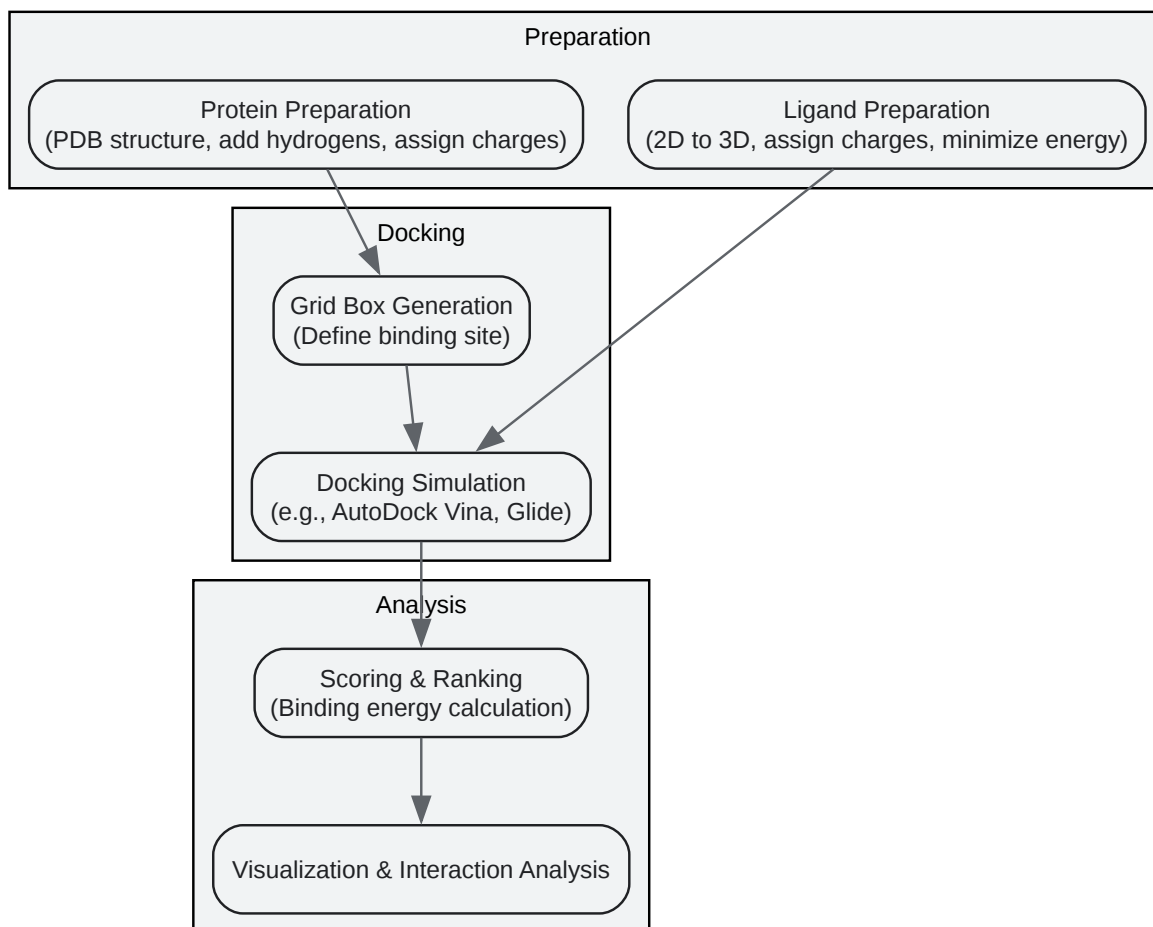 Preparation
Protein Preparation
(PDB structure, add hydrogens, assign charges)
Ligand Preparation
(2D to 3D, assign charges, minimize energy)
Docking
Grid Box Generation
(Define binding site)
Docking Simulation
(e.g., AutoDock Vina, Glide)
Analysis
Scoring & Ranking
(Binding energy calculation)
Visualization & Interaction Analysis